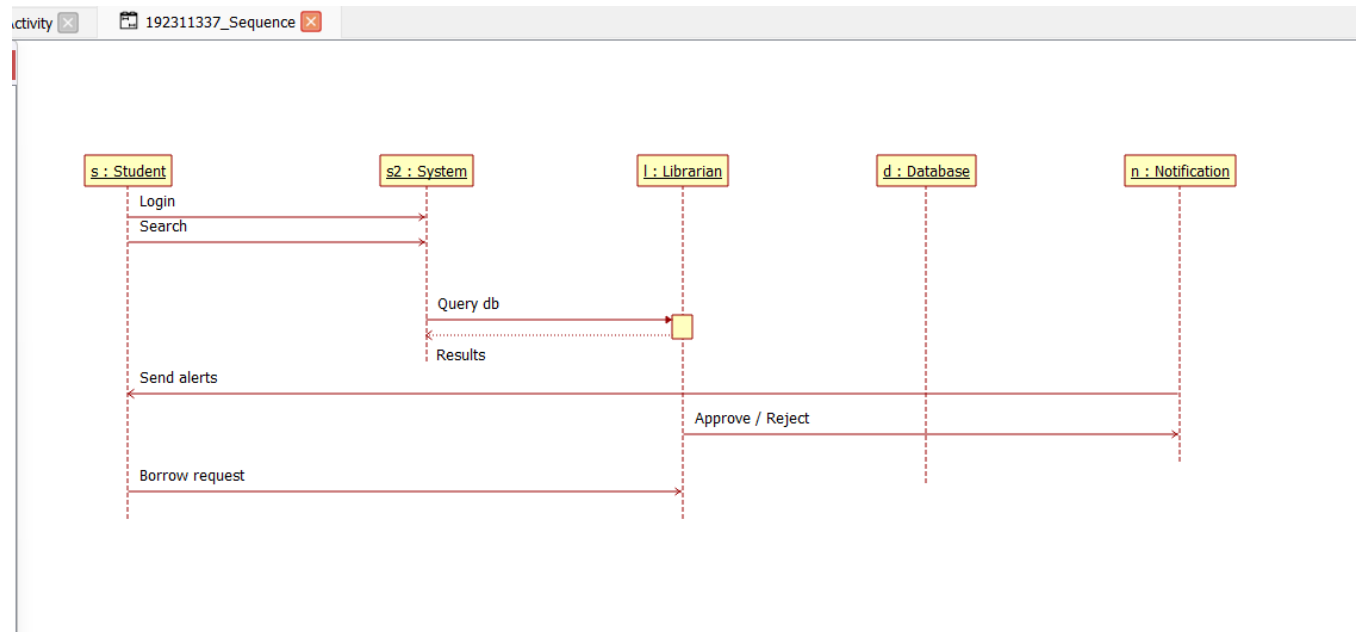 ctivity
192311337_Sequence
s : Student
s2 : System
l : Librarian
d : Database
n : Notification
Login
Search
Query db
Results
Send alerts
Approve / Reject
Borrow request